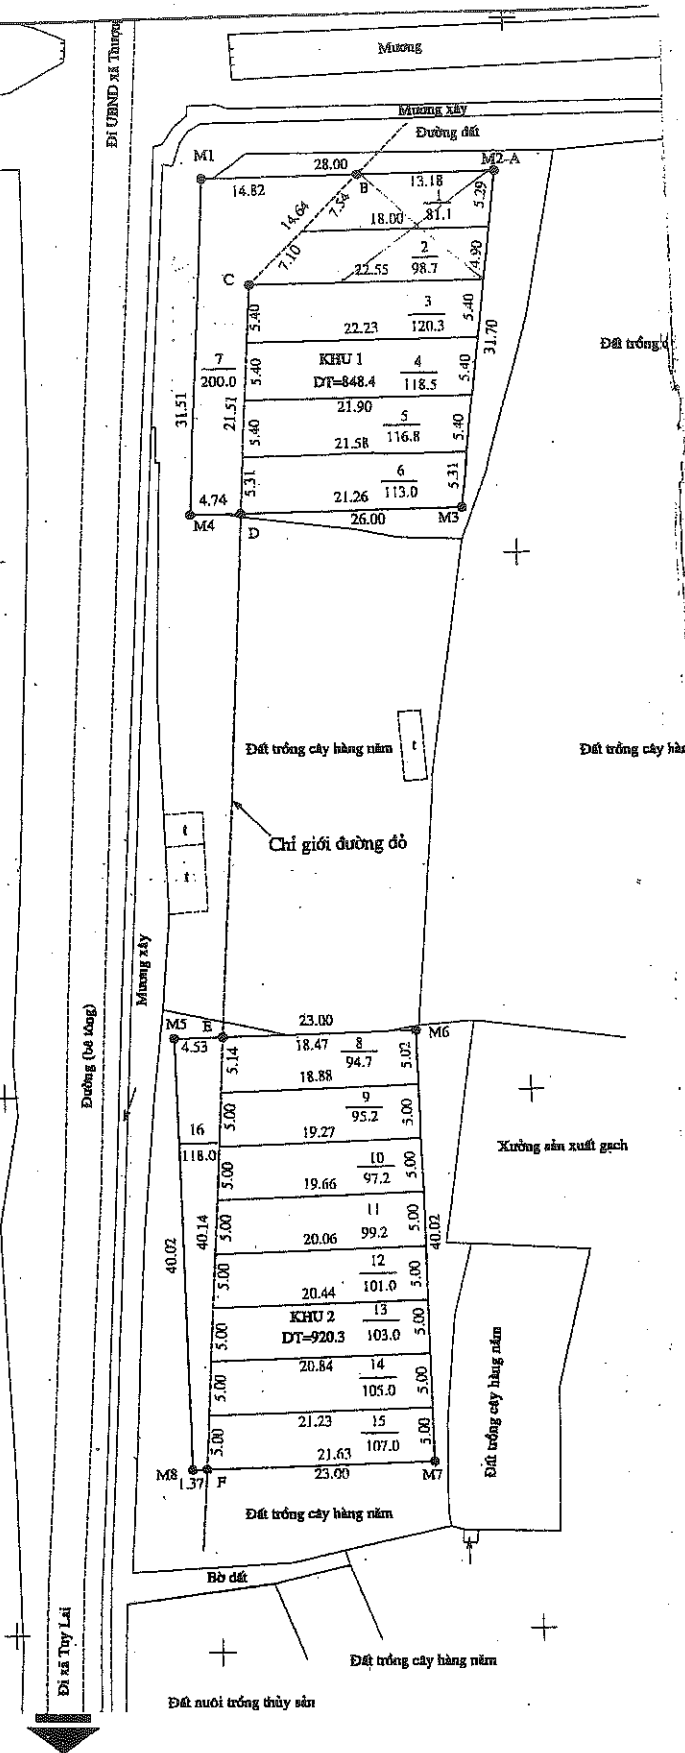 Đi UBND xã Thượng
Mương
Mương xây
Đường đất
M1
28.00
M2-A
14.82
B
13.18
5.29
14.64
7.54
1
81.1
18.00
7.10
2
98.7
4.90
22.55
C
5.40
3
120.3
5.40
22.23
31.70
Đất trồng
7
200.0
5.40
KHU 1
DT=848.4
4
118.5
5.40
31.51
21.51
21.90
5
116.8
5.40
5.40
21.58
6
113.0
5.31
5.31
4.74
21.26
M4
D
26.00
M3
Đất trồng cây hàng năm
t
Đất trồng cây
Chỉ giới đường đỏ
t
t
Mương xây
Đường (bê tông)
M5
E
23.00
M6
4.53
5.14
18.47
8
94.7
5.02
18.88
16
118.0
5.00
9
95.2
5.00
19.27
Xưởng sản xuất gạch
5.00
10
97.2
5.00
19.66
40.02
40.14
5.00
11
99.2
5.00
40.02
20.06
5.00
12
101.0
5.00
20.44
5.00
KHU 2
DT=920.3
13
103.0
5.00
20.84
5.00
14
105.0
5.00
Đất trồng cây hàng năm
21.23
5.00
15
107.0
5.00
21.63
M8
1.37
F
23.00
M7
Đất trồng cây hàng năm
Bờ đất
Đi xã Tuy Lai
Đất trồng cây hàng năm
Đất nuôi trồng thủy sản